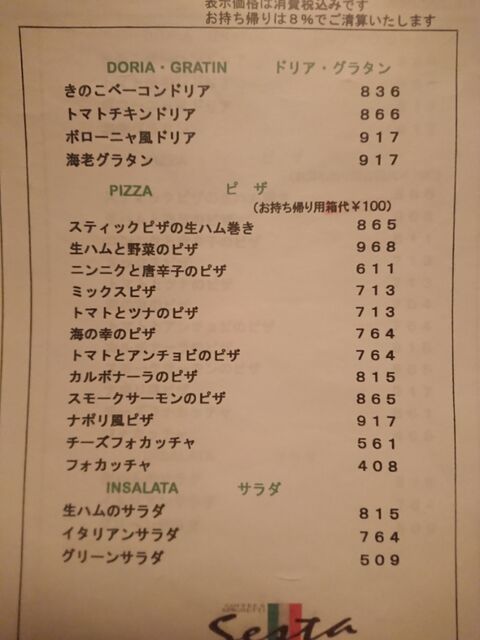 表示価格は消費税込みです
お持ち帰りは8%でご清算いたします
DORIA・GRATIN ドリア・グラタン
きのこベーコンドリア 836
トマトチキンドリア 866
ボローニャ風ドリア 917
海老グラタン 917
PIZZA ピ ザ
(お持ち帰り用箱代¥100)
スティックピザの生ハム巻き 865
生ハムと野菜のピザ 968
ニンニクと唐辛子のピザ 611
ミックスピザ 713
トマトとツナのピザ 713
海の幸のピザ 764
トマトとアンチョビのピザ 764
カルボナーラのピザ 815
スモークサーモンのピザ 865
ナポリ風ピザ 917
チーズフォカッチャ 561
フォカッチャ 408
INSALATA サラダ
生ハムのサラダ 815
イタリアンサラダ 764
グリーンサラダ 509
Sesta